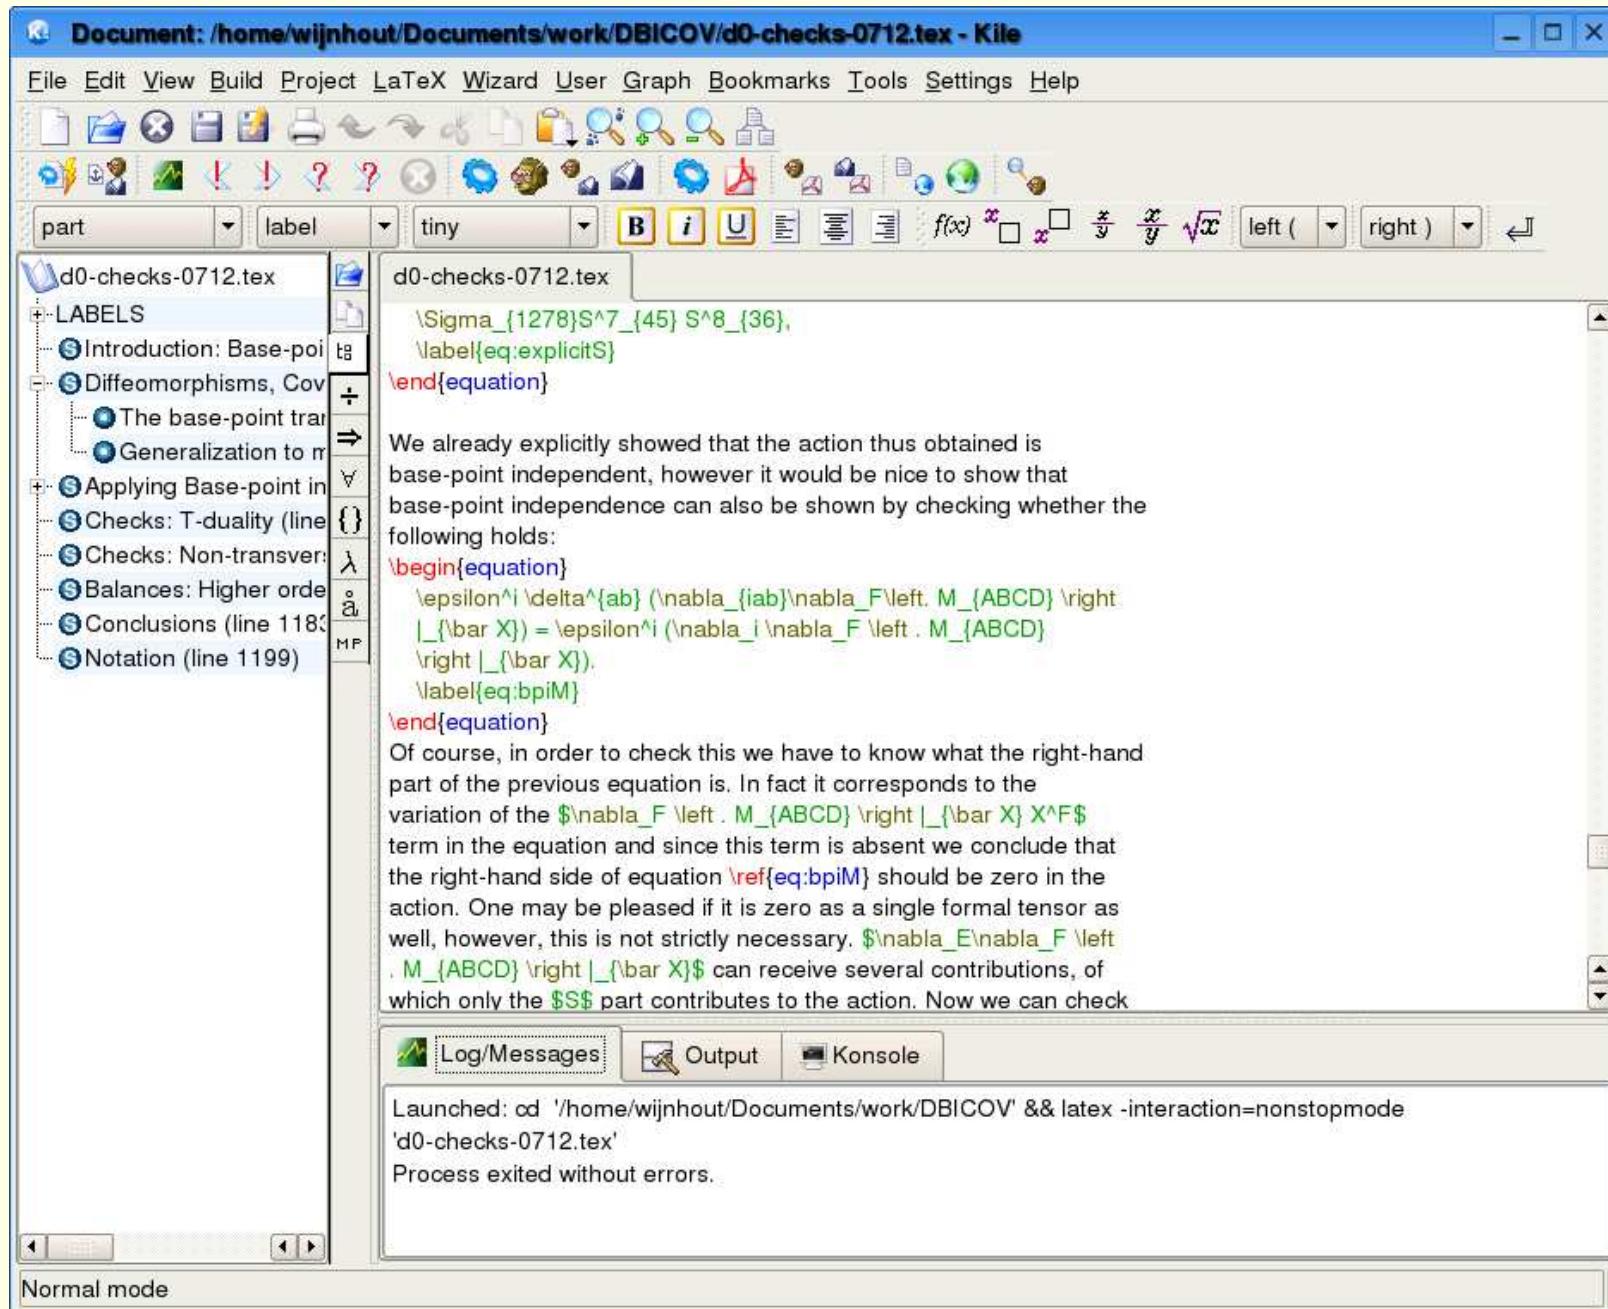 Document: /home/wijnhout/Documents/work/DBICOV/d0-checks-0712.tex - Kile
File Edit View Build Project LaTeX Wizard User Graph Bookmarks Tools Settings Help
part label tiny B i U f(x) x x x/y x/y √x left ( right )
d0-checks-0712.tex
LABELS
Introduction: Base-poi
Diffeomorphisms, Cov
The base-point tra
Generalization to
Applying Base-point in
Checks: T-duality (line
Checks: Non-transver
Balances: Higher orde
Conclusions (line 118
Notation (line 1199)
÷
⇒
∀
{}
λ
å
MP
d0-checks-0712.tex
\Sigma_{1278}S^7_{45} S^8_{36},
\label{eq:explicitS}
\end{equation}
We already explicitly showed that the action thus obtained is
base-point independent, however it would be nice to show that
base-point independence can also be shown by checking whether the
following holds:
\begin{equation}
\epsilon^i \delta^{ab} (\nabla_{iab}\nabla_F\left. M_{ABCD} \right
|_{\bar X}) = \epsilon^i (\nabla_i \nabla_F \left . M_{ABCD}
\right |_{\bar X}).
\label{eq:bpiM}
\end{equation}
Of course, in order to check this we have to know what the right-hand
part of the previous equation is. In fact it corresponds to the
variation of the $\nabla_F \left . M_{ABCD} \right |_{\bar X} X^F$
term in the equation and since this term is absent we conclude that
the right-hand side of equation \ref{eq:bpiM} should be zero in the
action. One may be pleased if it is zero as a single formal tensor as
well, however, this is not strictly necessary. $\nabla_E\nabla_F \left
. M_{ABCD} \right |_{\bar X}$ can receive several contributions, of
which only the $S$ part contributes to the action. Now we can check
Log/Messages Output Konsole
Launched: cd '/home/wijnhout/Documents/work/DBICOV' && latex -interaction=nonstopmode
'd0-checks-0712.tex'
Process exited without errors.
Normal mode